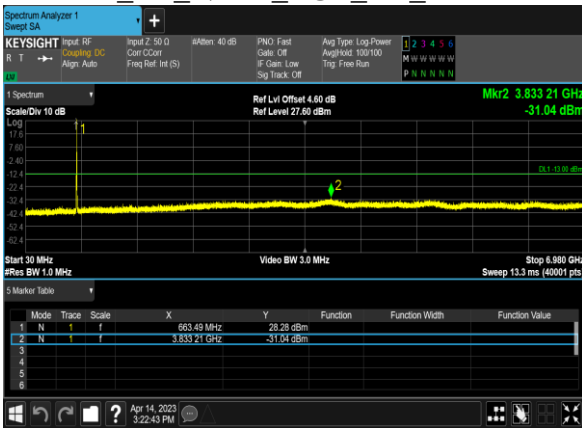 Spectrum Analyzer 1
Swept SA
+
KEYSIGHT Input: RF Input Z: 50 Ω #Atten: 40 dB PNO: Fast Avg Type: Log-Power 1 2 3 4 5 6
R T Coupling: DC Corr CCorr Gate: Off Avg|Hold: 100/100 M W W W W W
Align: Auto Freq Ref: Int (S) IF Gain: Low Trig: Free Run
LV Sig Track: Off P N N N N N
1 Spectrum Ref Lvl Offset 4.60 dB Mkr2 3.833 21 GHz
Scale/Div 10 dB Ref Level 27.60 dBm -31.04 dBm
Log
17.6
7.60
-2.40
-12.4
-22.4
-32.4
-42.4
-52.4
-62.4
1
DL1 -13.00 dBm
2
Start 30 MHz Video BW 3.0 MHz Stop 6.980 GHz
#Res BW 1.0 MHz Sweep 13.3 ms (40001 pts)
5 Marker Table
Mode Trace Scale X Y Function Function Width Function Value
1 N 1 f 663.49 MHz 28.28 dBm
2 N 1 f 3.833 21 GHz -31.04 dBm
3
4
5
6
? Apr 14, 2023
3:22:43 PM